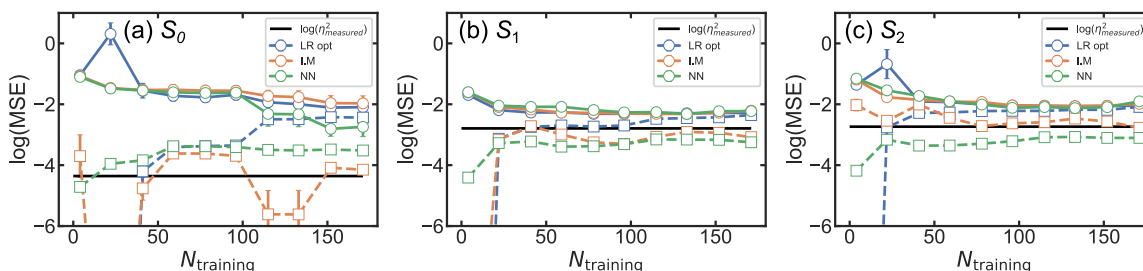 (a) S₀
log(η²measured)
LR opt
I.M
NN
log(MSE)
0
−2
−4
−6
0 50 100 150
Ntraining
(b) S₁
log(η²measured)
LR opt
I.M
NN
log(MSE)
0
−2
−4
−6
0 50 100 150
Ntraining
(c) S₂
log(η²measured)
LR opt
I.M
NN
log(MSE)
0
−2
−4
−6
0 50 100 150
Ntraining